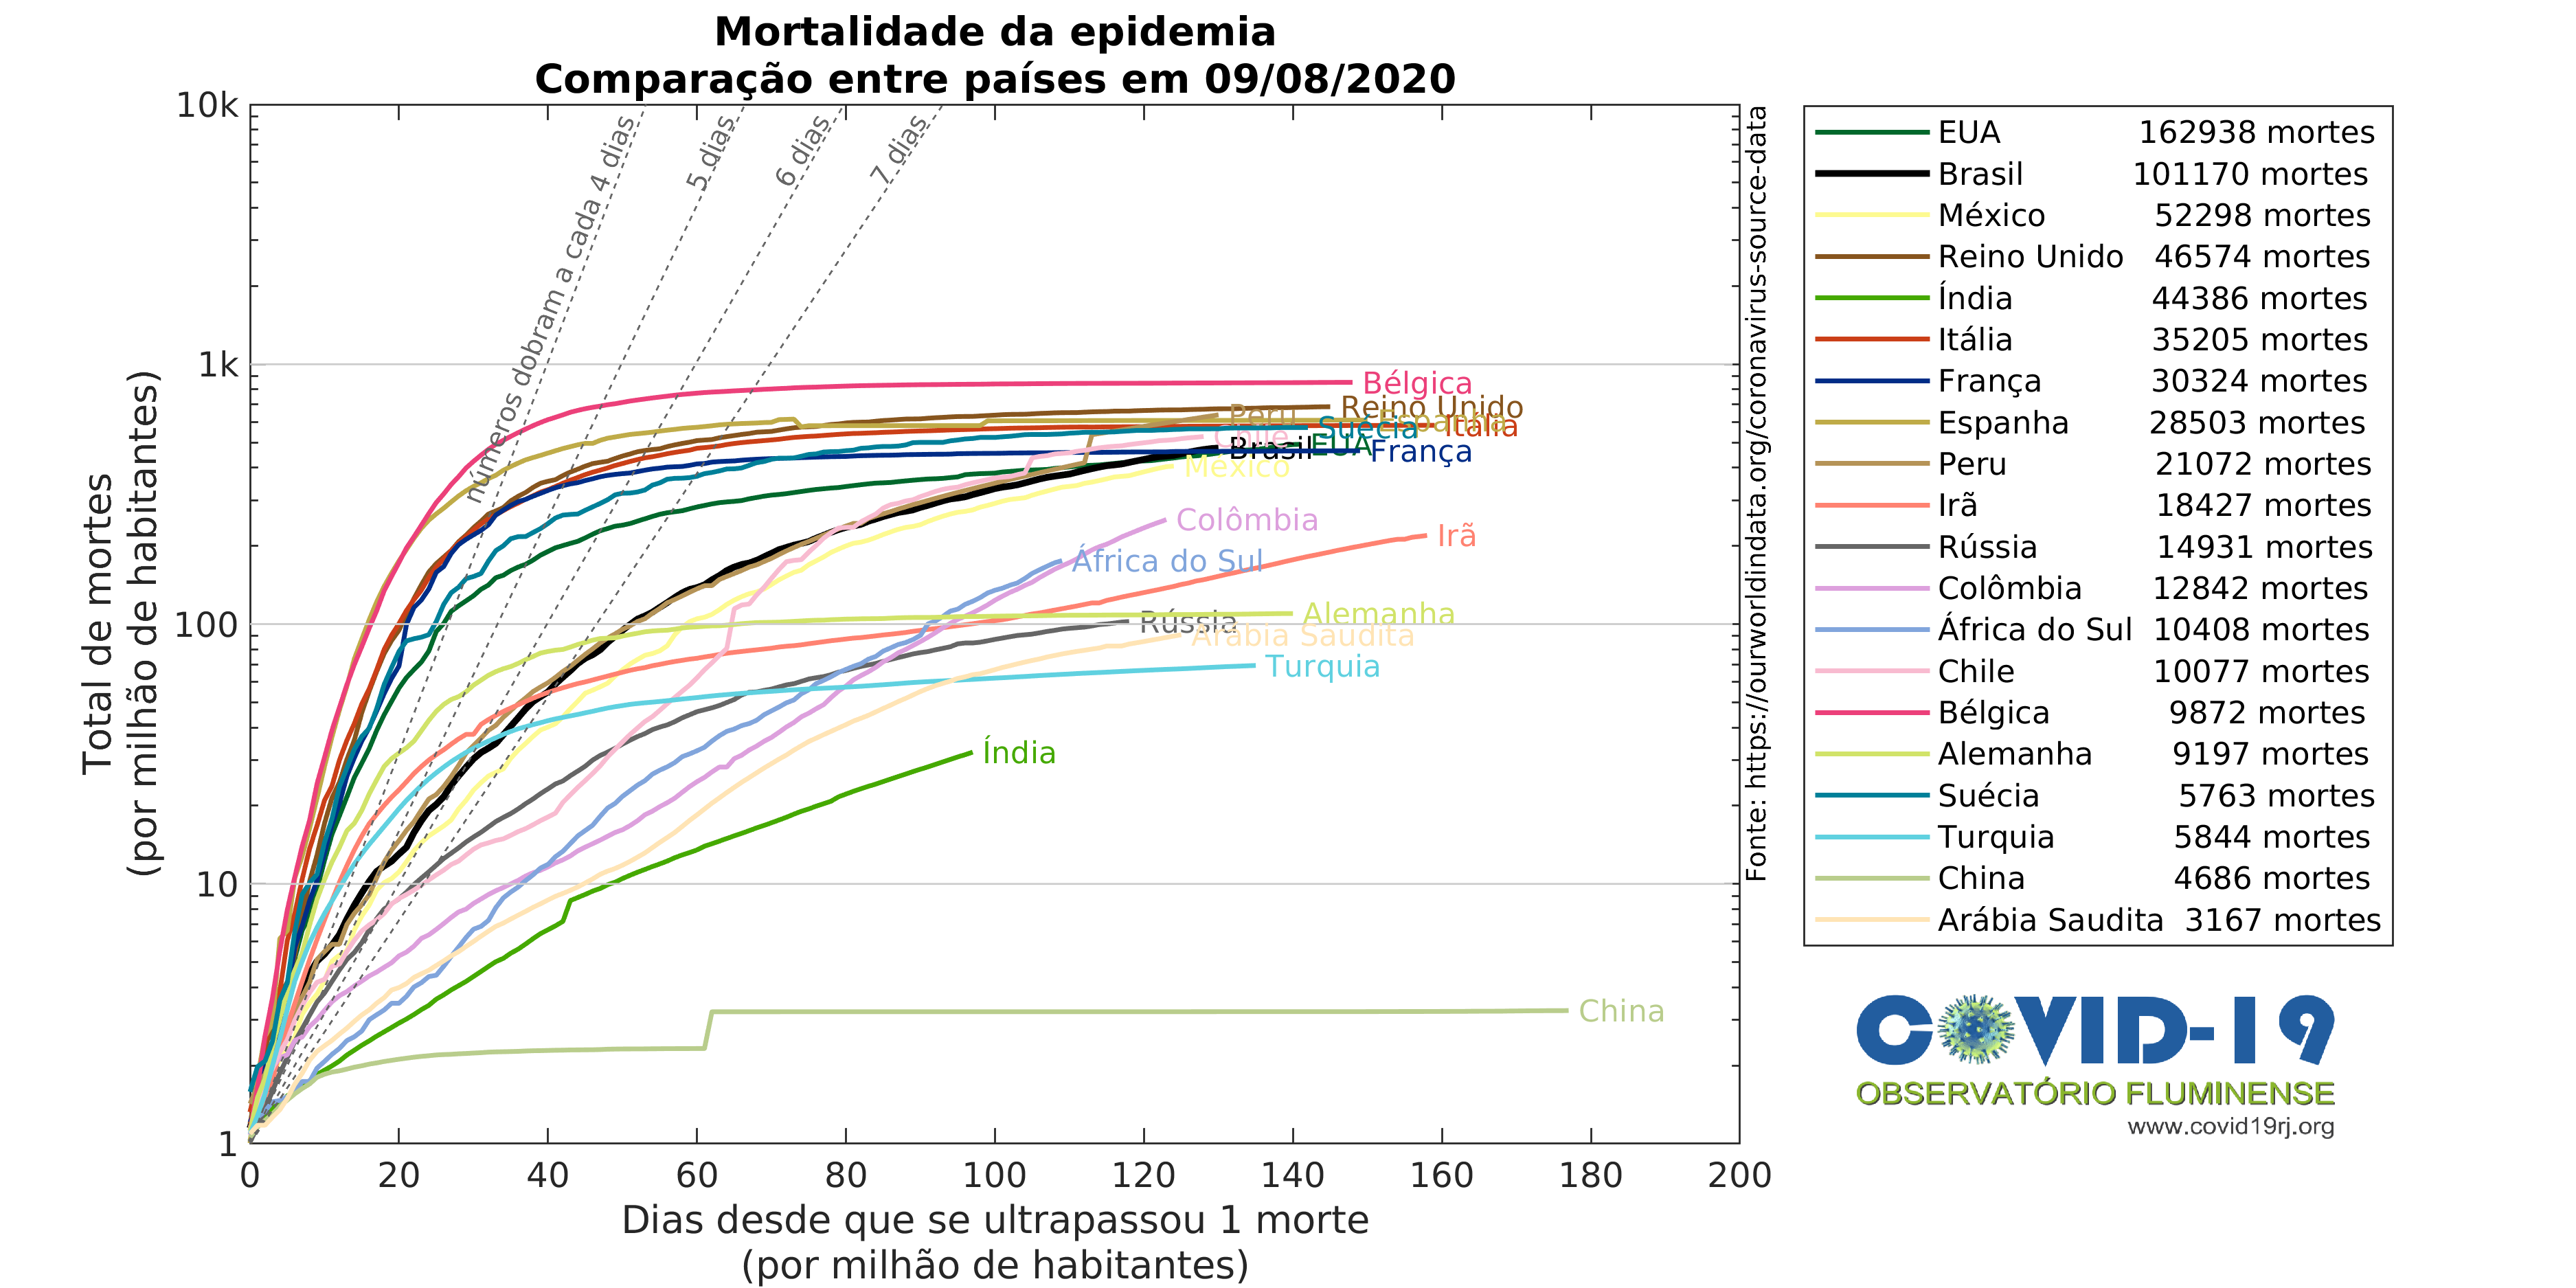 Mortalidade da epidemia
Comparação entre países em 09/08/2020
Total de mortes
(por milhão de habitantes)
10k
1k
100
10
1
0 20 40 60 80 100 120 140 160 180 200
Dias desde que se ultrapassou 1 morte
(por milhão de habitantes)
números dobram a cada 4 dias
5 dias
6 dias
7 dias
Bélgica
Reino Unido
Peru
Espanha
Suécia
Itália
Chile
Brasil
EUA
França
México
Colômbia
Irã
África do Sul
Alemanha
Rússia
Arábia Saudita
Turquia
Índia
China
Fonte: https://ourworldindata.org/coronavirus-source-data
EUA 162938 mortes
Brasil 101170 mortes
México 52298 mortes
Reino Unido 46574 mortes
Índia 44386 mortes
Itália 35205 mortes
França 30324 mortes
Espanha 28503 mortes
Peru 21072 mortes
Irã 18427 mortes
Rússia 14931 mortes
Colômbia 12842 mortes
África do Sul 10408 mortes
Chile 10077 mortes
Bélgica 9872 mortes
Alemanha 9197 mortes
Suécia 5763 mortes
Turquia 5844 mortes
China 4686 mortes
Arábia Saudita 3167 mortes
COVID-19
OBSERVATÓRIO FLUMINENSE
www.covid19rj.org